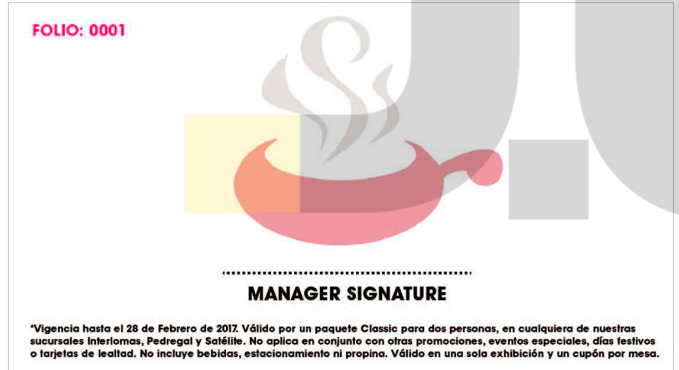 FOLIO: 0001
MANAGER SIGNATURE
*Vigencia hasta el 28 de Febrero de 2017. Válido por un paquete Classic para dos personas, en cualquiera de nuestras
sucursales Interlomas, Pedregal y Satélite. No aplica en conjunto con otras promociones, eventos especiales, días festivos
o tarjetas de lealtad. No incluye bebidas, estacionamiento ni propina. Válido en una sola exhibición y un cupón por mesa.